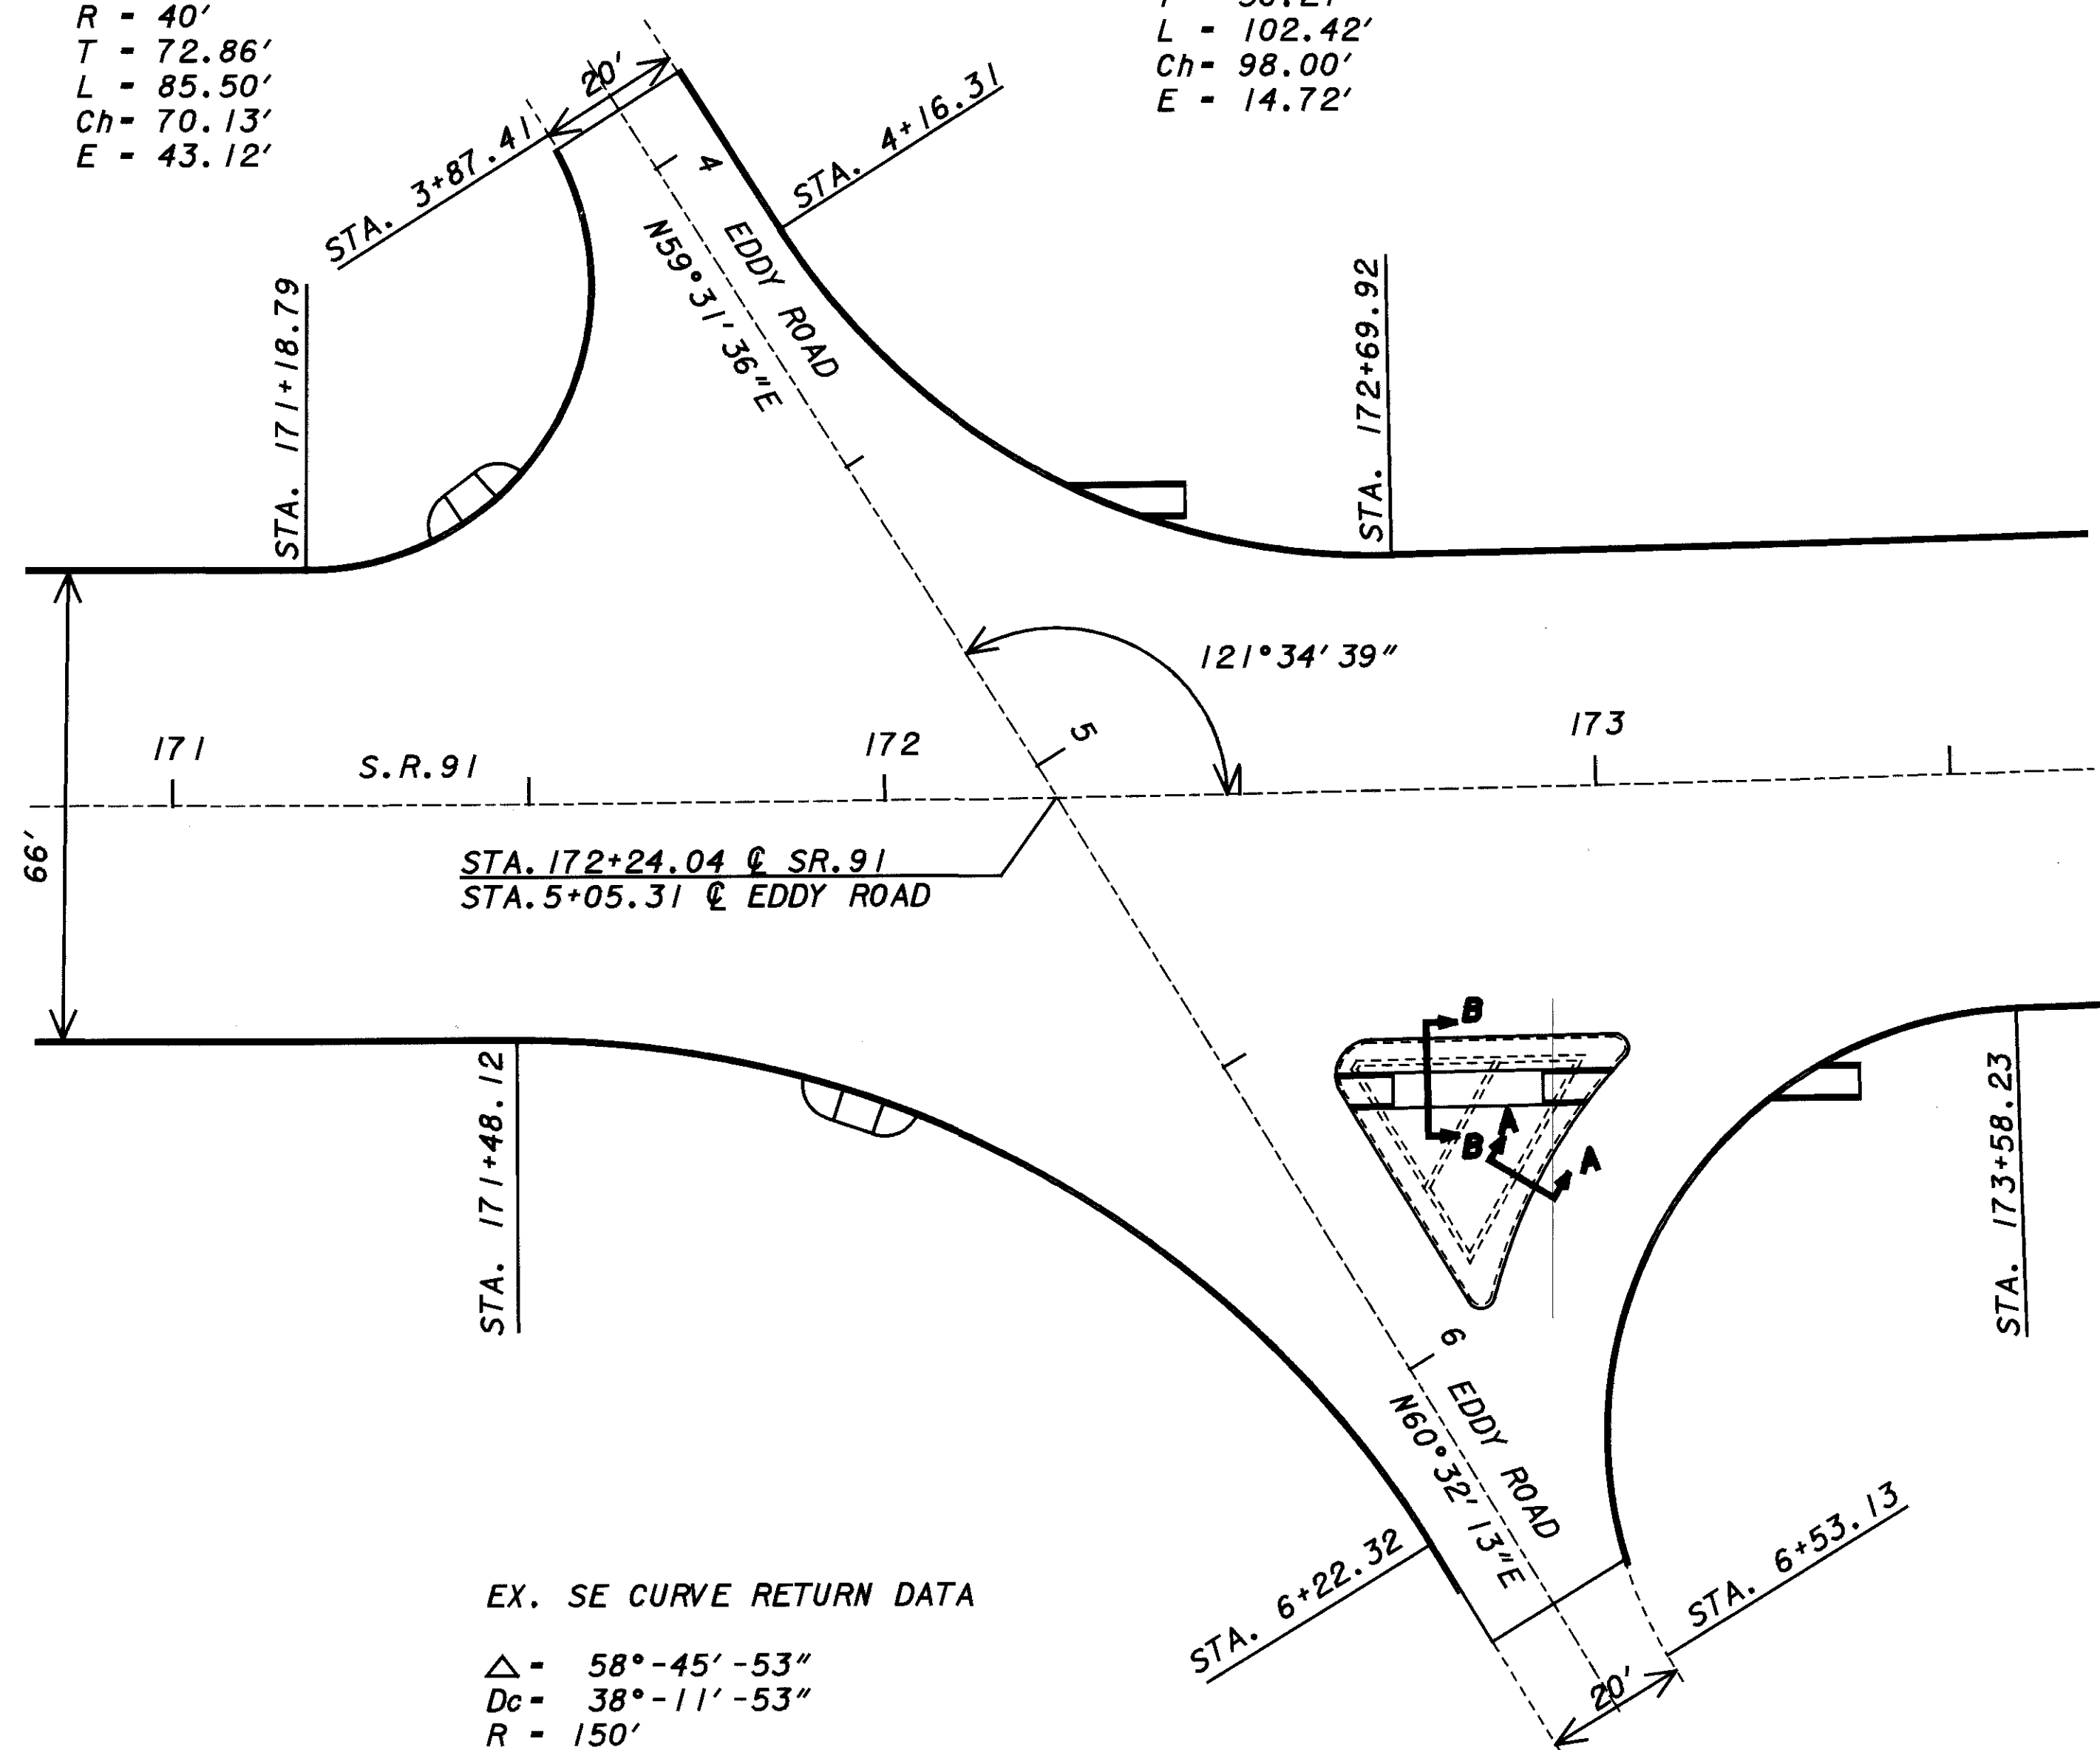 R - 40'
T - 72.86'
L - 85.50'
Ch- 70.13'
E - 43.12'
L - 102.42'
Ch- 98.00'
E - 14.72'
20'
STA. 3+87.41
STA. 4+16.31
4
EDDY ROAD
N59°31'36"E
STA. 171+18.79
STA. 172+69.92
121°34'39"
5
171
S.R.91
172
173
66'
STA.172+24.04 ℄ SR.91
STA.5+05.31 ℄ EDDY ROAD
B
B
A
A
STA. 171+48.12
STA. 173+58.23
6
EDDY ROAD
N60°32'13"E
STA. 6+22.32
STA. 6+53.13
20'
EX. SE CURVE RETURN DATA
△= 58°-45'-53"
Dc= 38°-11'-53"
R - 150'